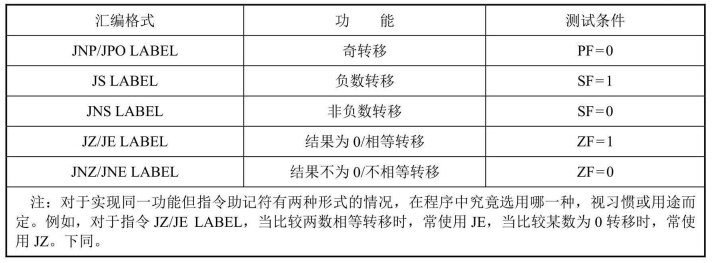 汇编格式 功 能 测试条件
JNP/JPO LABEL 奇转移 PF=0
JS LABEL 负数转移 SF=1
JNS LABEL 非负数转移 SF=0
JZ/JE LABEL 结果为 0/相等转移 ZF=1
JNZ/JNE LABEL 结果不为 0/不相等转移 ZF=0
注：对于实现同一功能但指令助记符有两种形式的情况，在程序中究竟选用哪一种，视习惯或用途而
定。例如，对于指令 JZ/JE LABEL，当比较两数相等转移时，常使用 JE，当比较某数为 0 转移时，常使
用 JZ。下同。